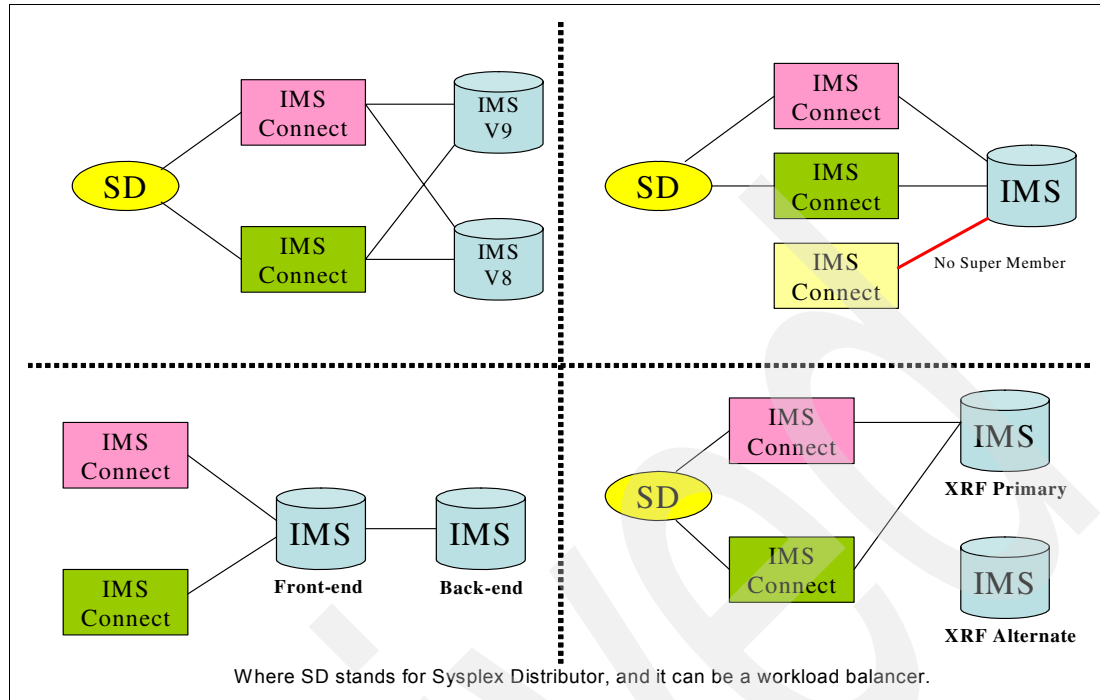 IMS
Connect
SD
IMS
Connect
IMS
V9
IMS
V8
IMS
Connect
SD
IMS
Connect
IMS
Connect
IMS
No Super Member
IMS
Connect
IMS
Connect
IMS
Front-end
IMS
Back-end
IMS
Connect
SD
IMS
Connect
IMS
XRF Primary
IMS
XRF Alternate
Where SD stands for Sysplex Distributor, and it can be a workload balancer.